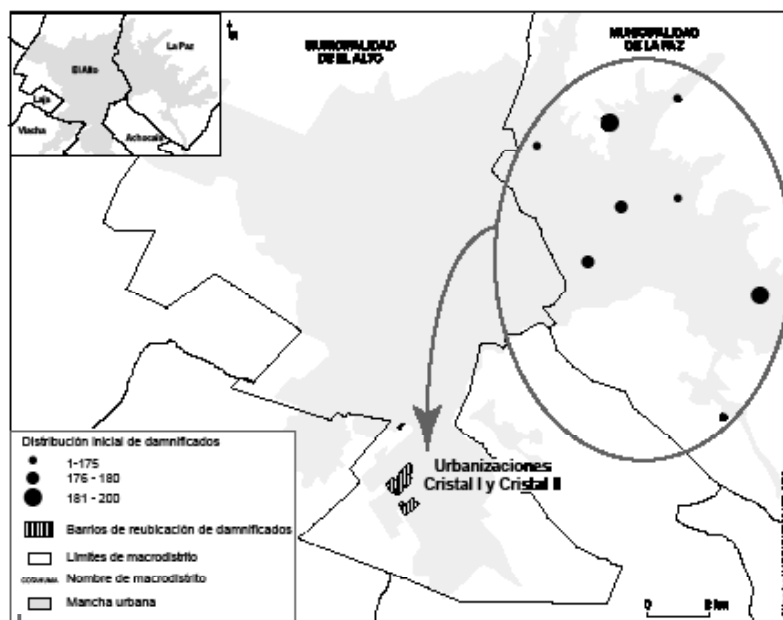 La Paz
El Alto
Laja
Viacha
Achocalla
MUNICIPALIDAD
DE EL ALTO
MUNICIPALIDAD
DE LA PAZ
Urbanizaciones
Cristal I y Cristal II
Distribución inicial de damnificados
1-175
176 - 180
181 - 200
Barrios de reubicación de damnificados
Límites de macrodistrito
Nombre de macrodistrito
Mancha urbana
0 2 km